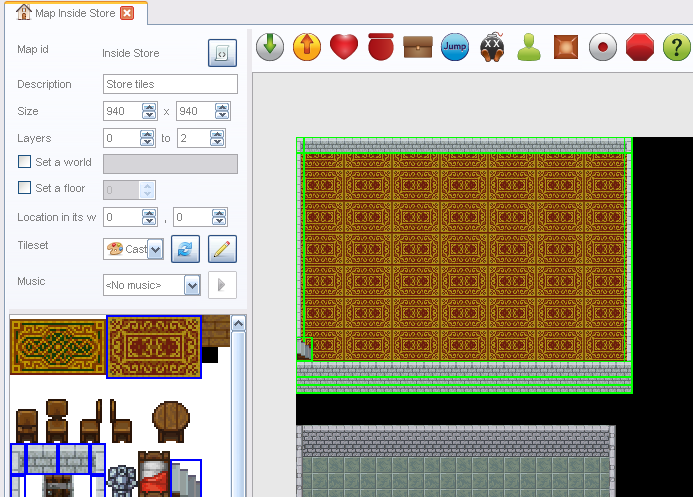 Map Inside Store
Map id Inside Store
Description Store tiles
Size 940 x 940
Layers 0 to 2
Set a world
Set a floor 0
Location in its w 0 , 0
Tileset Cast
Music <No music>
Jump
?